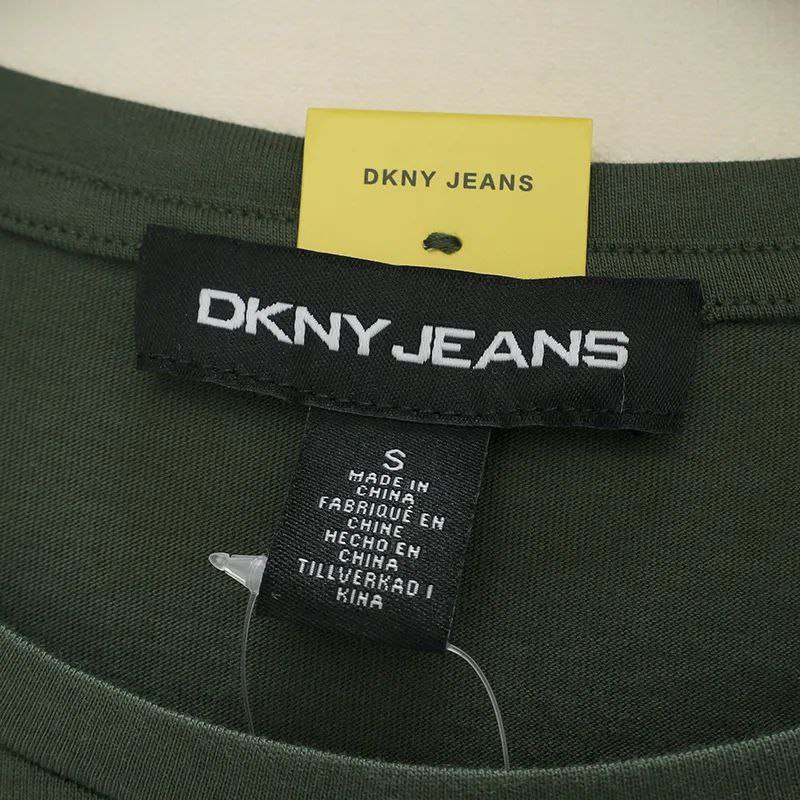 DKNY JEANS
DKNY JEANS
S
MADE IN
CHINA
FABRIQUÉ EN
CHINE
HECHO EN
CHINA
TILLVERKAD I
KINA